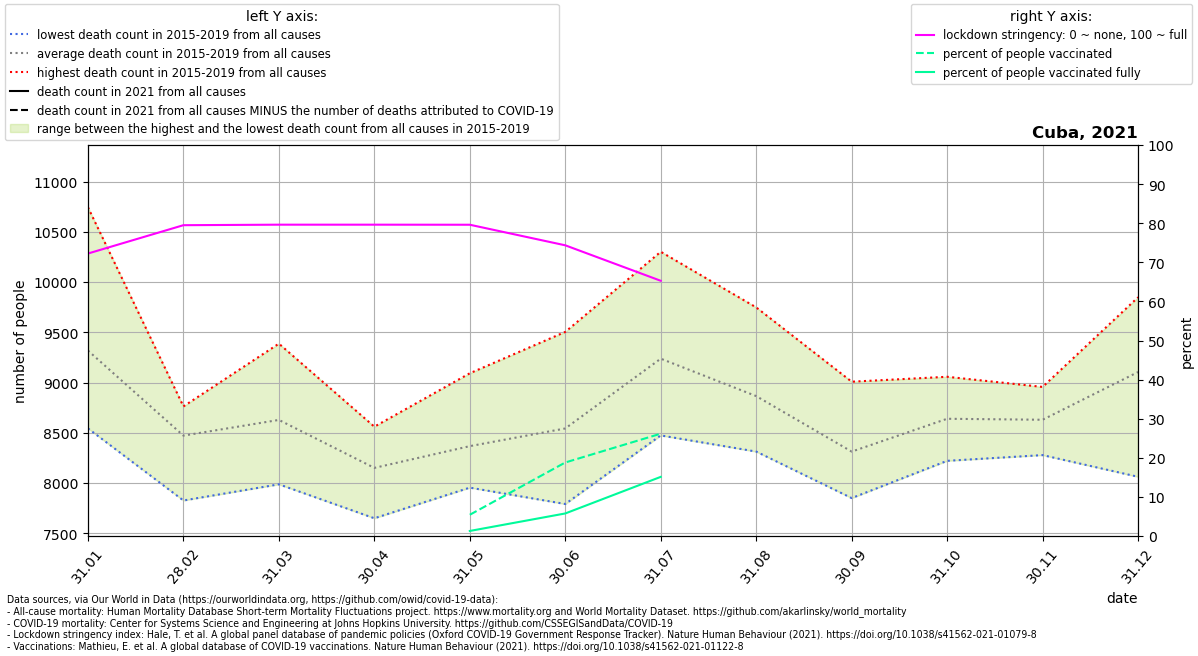 left Y axis:
lowest death count in 2015-2019 from all causes
average death count in 2015-2019 from all causes
highest death count in 2015-2019 from all causes
death count in 2021 from all causes
death count in 2021 from all causes MINUS the number of deaths attributed to COVID-19
range between the highest and the lowest death count from all causes in 2015-2019
right Y axis:
lockdown stringency: 0 ~ none, 100 ~ full
percent of people vaccinated
percent of people vaccinated fully
Cuba, 2021
11000
10500
10000
9500
9000
8500
8000
7500
number of people
100
90
80
70
60
50
40
30
20
10
0
percent
31.01
28.02
31.03
30.04
31.05
30.06
31.07
31.08
30.09
31.10
30.11
31.12
date
Data sources, via Our World in Data (https://ourworldindata.org, https://github.com/owid/covid-19-data):
- All-cause mortality: Human Mortality Database Short-term Mortality Fluctuations project. https://www.mortality.org and World Mortality Dataset. https://github.com/akarlinsky/world_mortality
- COVID-19 mortality: Center for Systems Science and Engineering at Johns Hopkins University. https://github.com/CSSEGISandData/COVID-19
- Lockdown stringency index: Hale, T. et al. A global panel database of pandemic policies (Oxford COVID-19 Government Response Tracker). Nature Human Behaviour (2021). https://doi.org/10.1038/s41562-021-01079-8
- Vaccinations: Mathieu, E. et al. A global database of COVID-19 vaccinations. Nature Human Behaviour (2021). https://doi.org/10.1038/s41562-021-01122-8